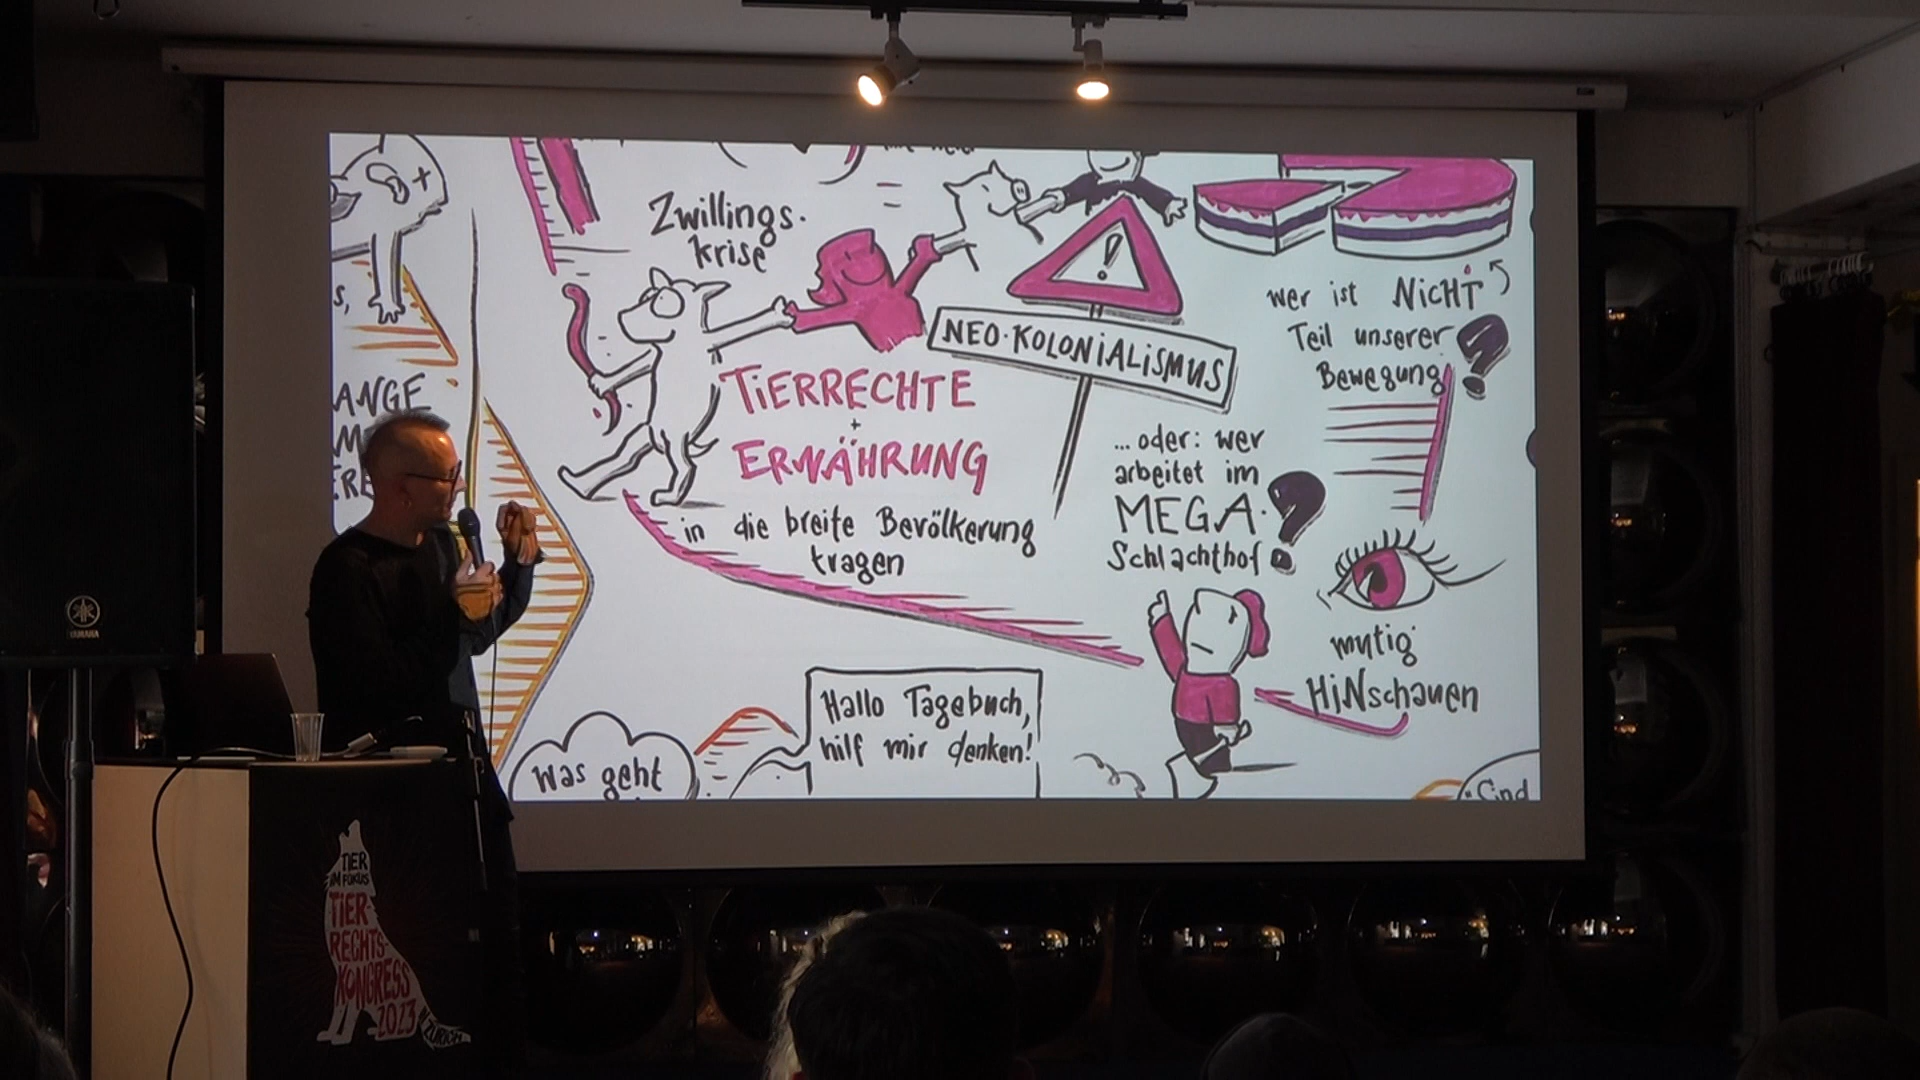 Zwillings-
krise
TiERRECHTE
+
ERNÄHRUNG
in die breite Bevölkerung
tragen
NEO-KOLONiALiSMUS
wer ist NiCHT
Teil unserer
Bewegung?
... oder: wer
arbeitet im
MEGA-
Schlachthof?
mutig
HiNschauen
Hallo Tagebuch,
hilf mir denken!
Was geht
ANGE
YAMAHA
TIER
IM FOKUS
TIER-
RECHTS-
KONGRESS
2023
ZÜRICH